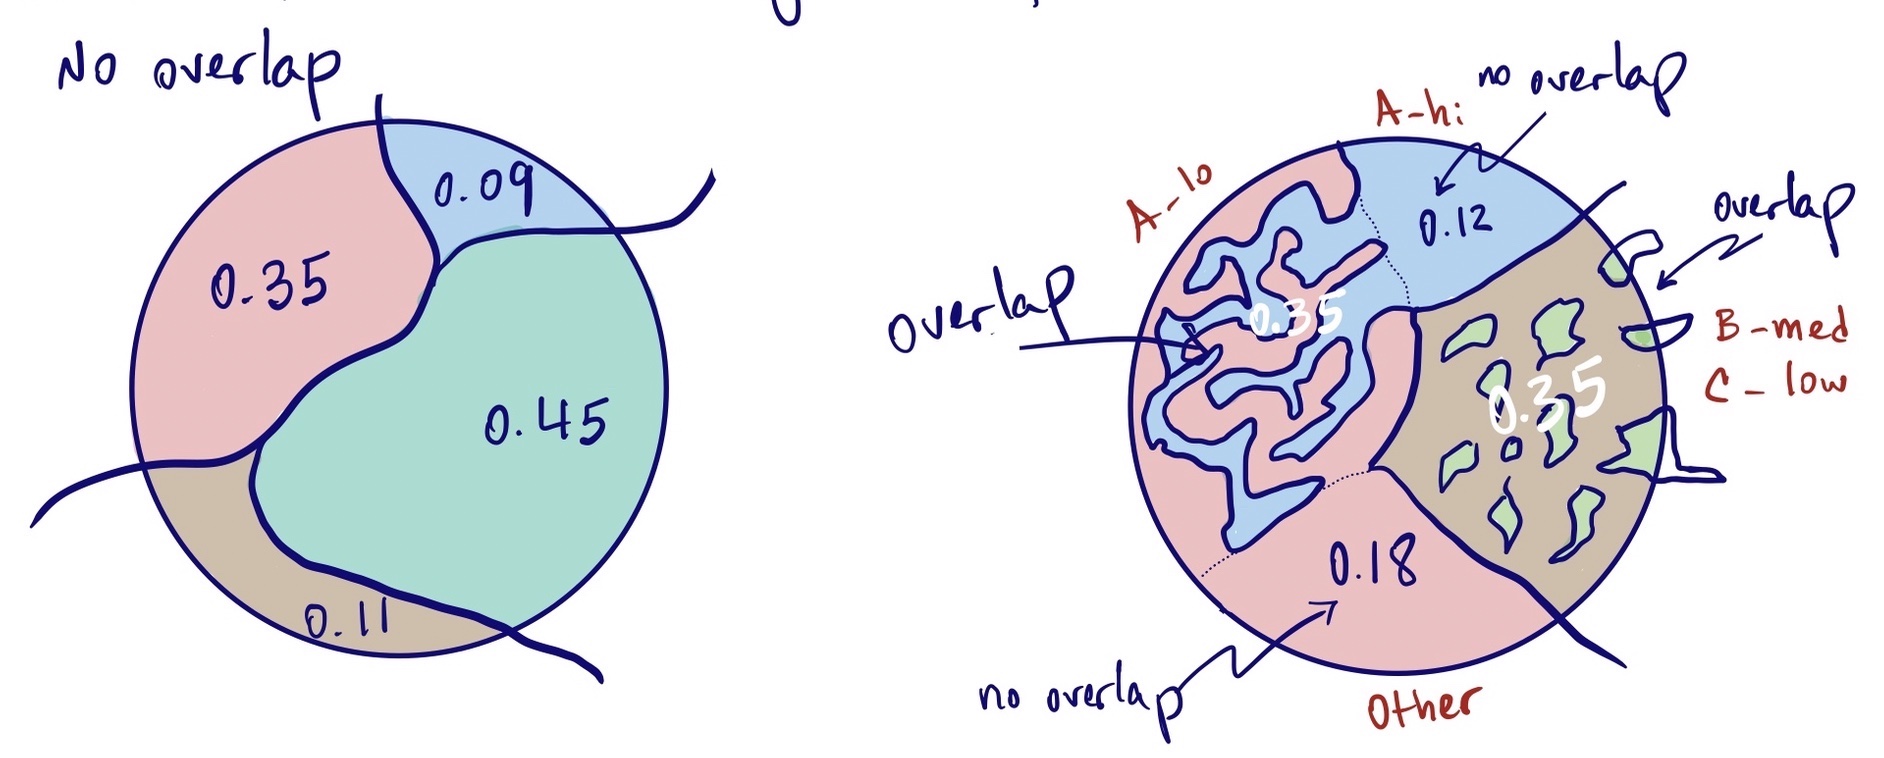 No overlap
0.09
0.35
0.45
0.11
no overlap
A-hi
A-lo
0.12
overlap
overlap
0.35
B-med
C-low
0.35
0.18
no overlap
Other